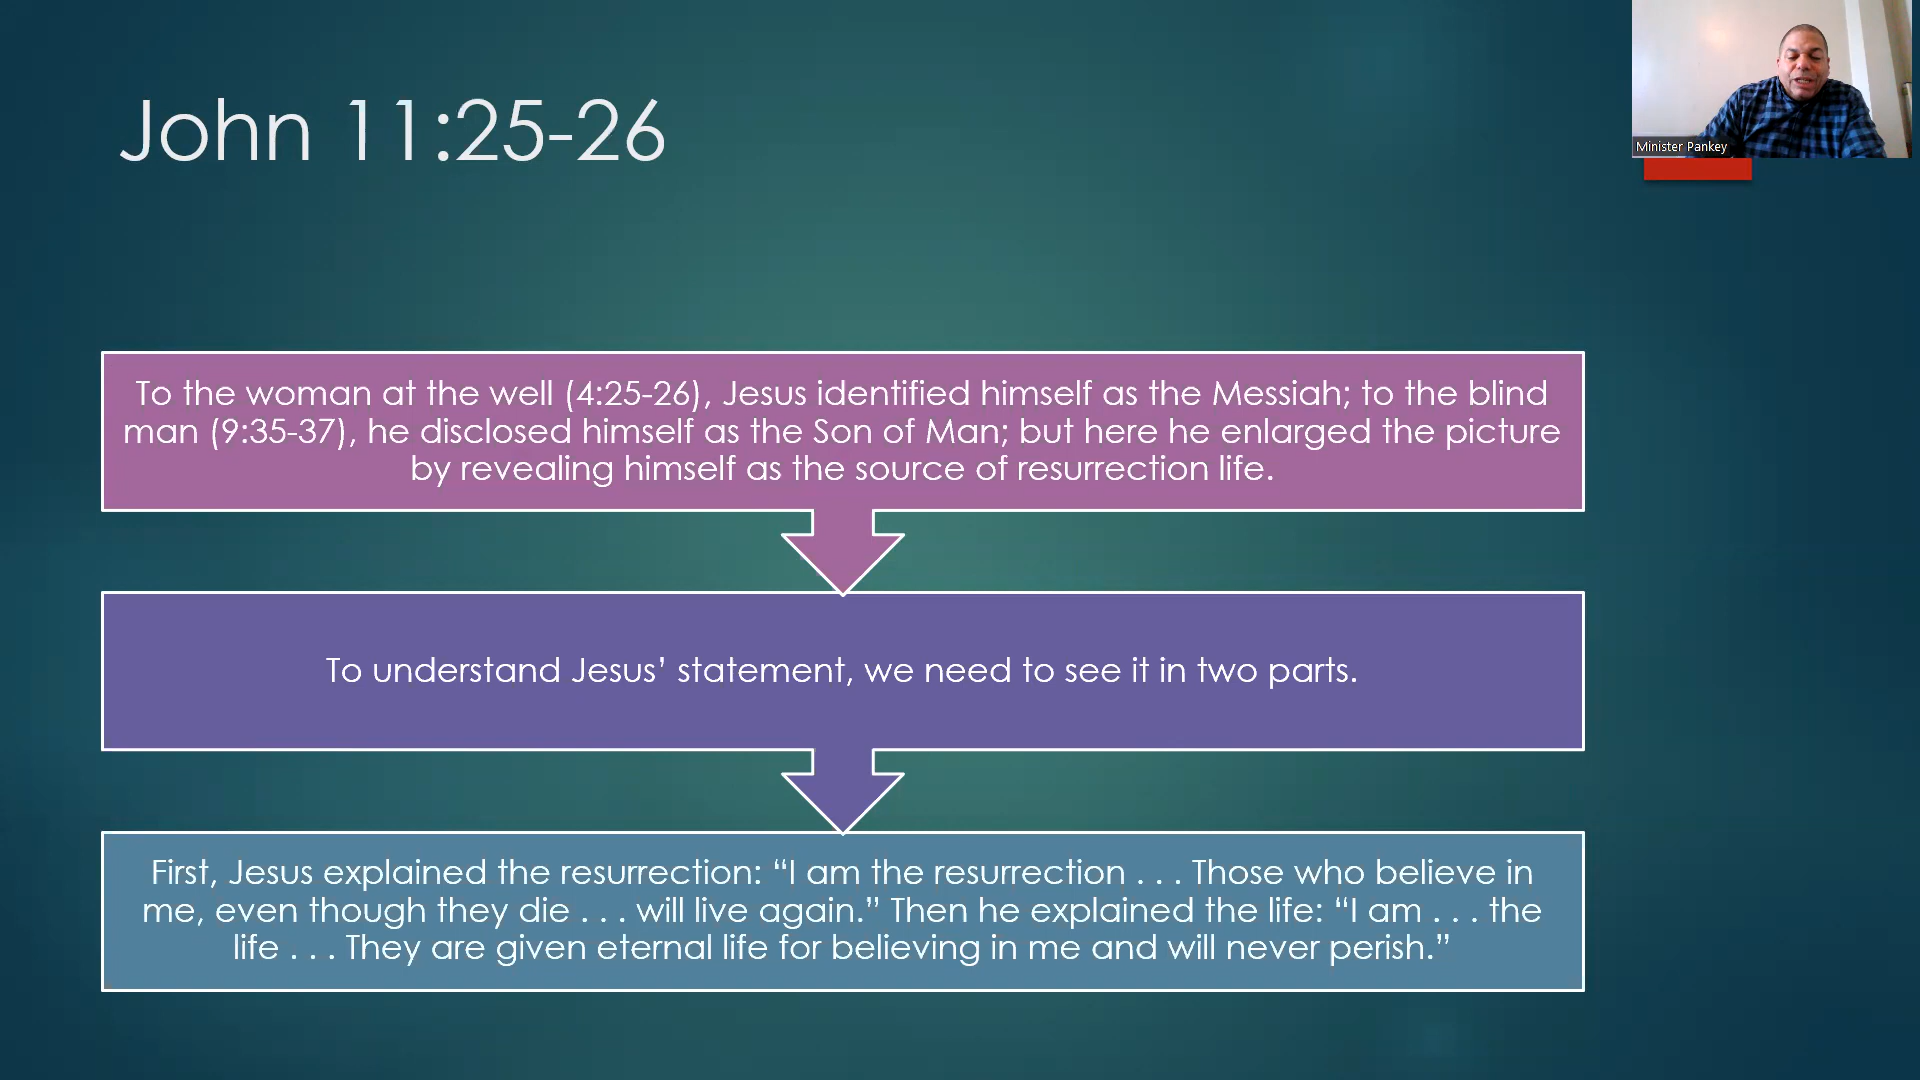 John 11:25-26
Minister Pankey
To the woman at the well (4:25-26), Jesus identified himself as the Messiah; to the blind
man (9:35-37), he disclosed himself as the Son of Man; but here he enlarged the picture
by revealing himself as the source of resurrection life.
To understand Jesus’ statement, we need to see it in two parts.
First, Jesus explained the resurrection: “I am the resurrection . . . Those who believe in
me, even though they die . . . will live again.” Then he explained the life: “I am . . . the
life . . . They are given eternal life for believing in me and will never perish.”